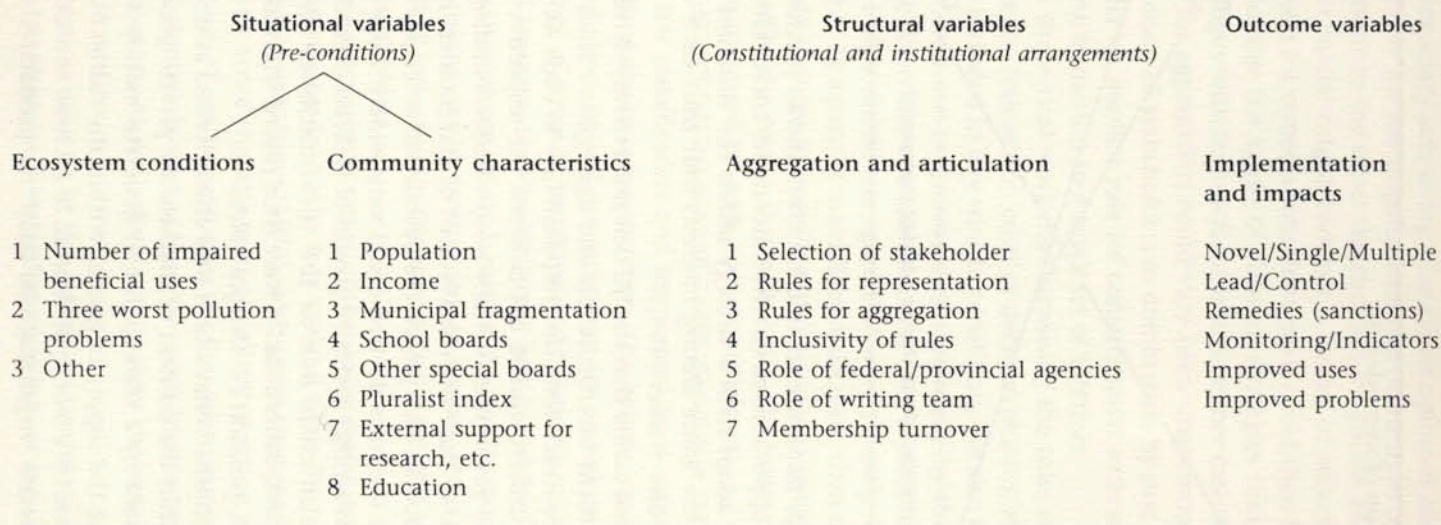 Situational variables
(Pre-conditions)
Ecosystem conditions
1 Number of impaired
beneficial uses
2 Three worst pollution
problems
3 Other
Community characteristics
1 Population
2 Income
3 Municipal fragmentation
4 School boards
5 Other special boards
6 Pluralist index
7 External support for
research, etc.
8 Education
Structural variables
(Constitutional and institutional arrangements)
Aggregation and articulation
1 Selection of stakeholder
2 Rules for representation
3 Rules for aggregation
4 Inclusivity of rules
5 Role of federal/provincial agencies
6 Role of writing team
7 Membership turnover
Outcome variables
Implementation
and impacts
Novel/Single/Multiple
Lead/Control
Remedies (sanctions)
Monitoring/Indicators
Improved uses
Improved problems